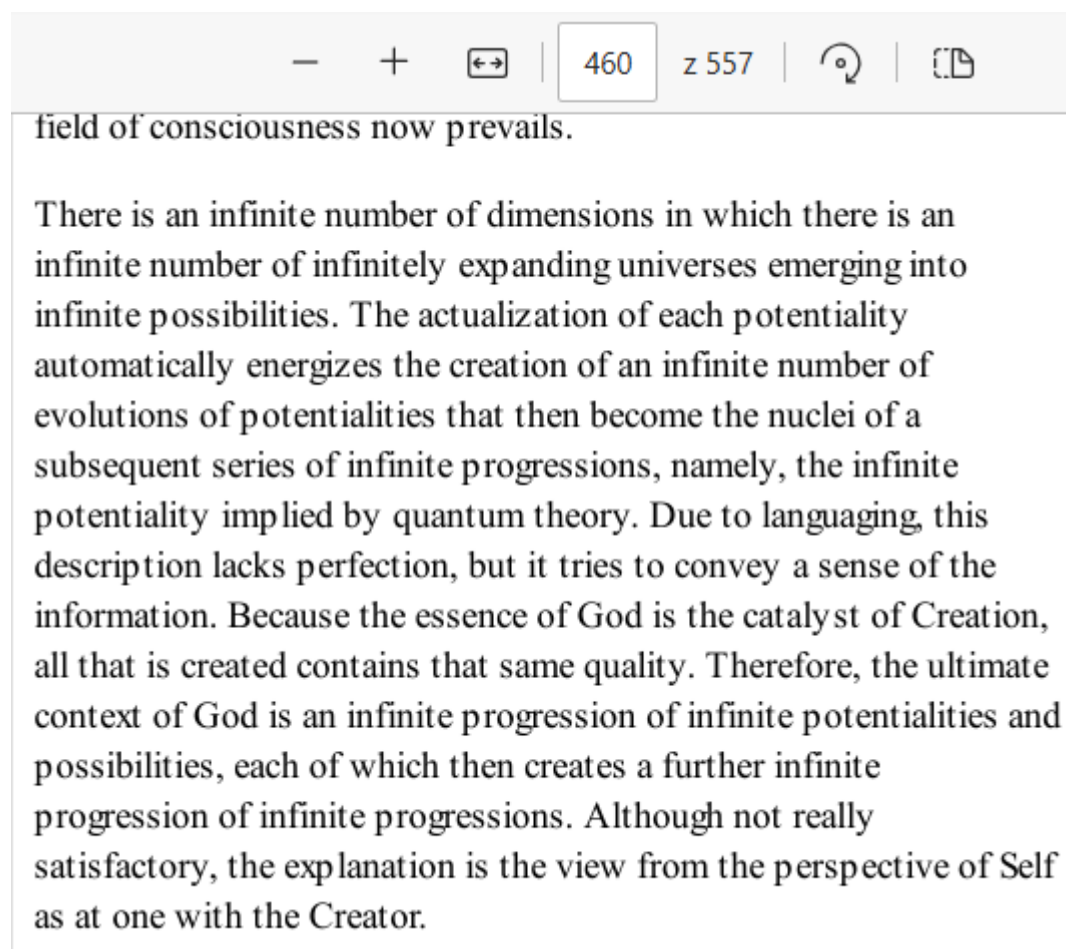 460 z 557
field of consciousness now prevails.
There is an infinite number of dimensions in which there is an
infinite number of infinitely expanding universes emerging into
infinite possibilities. The actualization of each potentiality
automatically energizes the creation of an infinite number of
evolutions of potentialities that then become the nuclei of a
subsequent series of infinite progressions, namely, the infinite
potentiality implied by quantum theory. Due to languaging, this
description lacks perfection, but it tries to convey a sense of the
information. Because the essence of God is the catalyst of Creation,
all that is created contains that same quality. Therefore, the ultimate
context of God is an infinite progression of infinite potentialities and
possibilities, each of which then creates a further infinite
progression of infinite progressions. Although not really
satisfactory, the explanation is the view from the perspective of Self
as at one with the Creator.